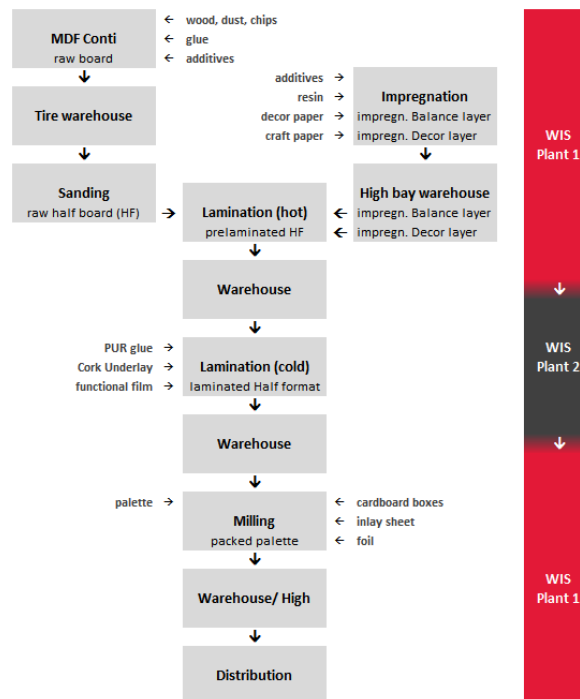 MDF Conti
raw board
← wood, dust, chips
← glue
← additives
Tire warehouse
additives →
resin →
decor paper →
craft paper →
Impregnation
impregn. Balance layer
impregn. Decor layer
Sanding
raw half board (HF)
Lamination (hot)
prelaminated HF
High bay warehouse
impregn. Balance layer
impregn. Decor layer
Warehouse
PUR glue →
Cork Underlay →
functional film →
Lamination (cold)
laminated Half format
Warehouse
palette →
Milling
packed palette
← cardboard boxes
← inlay sheet
← foil
Warehouse/ High
Distribution
WIS
Plant 1
WIS
Plant 2
WIS
Plant 1